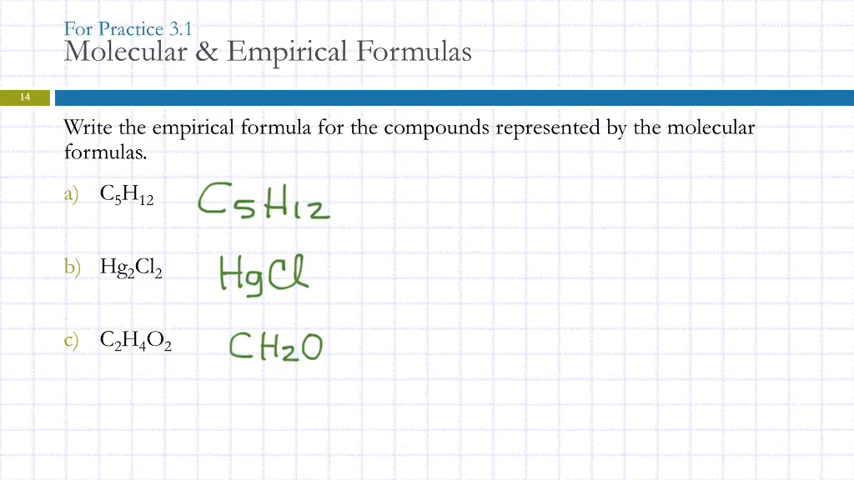 For Practice 3.1
Molecular & Empirical Formulas
14
Write the empirical formula for the compounds represented by the molecular
formulas.
a) C₅H₁₂ C₅H₁₂
b) Hg₂Cl₂ HgCl
c) C₂H₄O₂ CH₂O